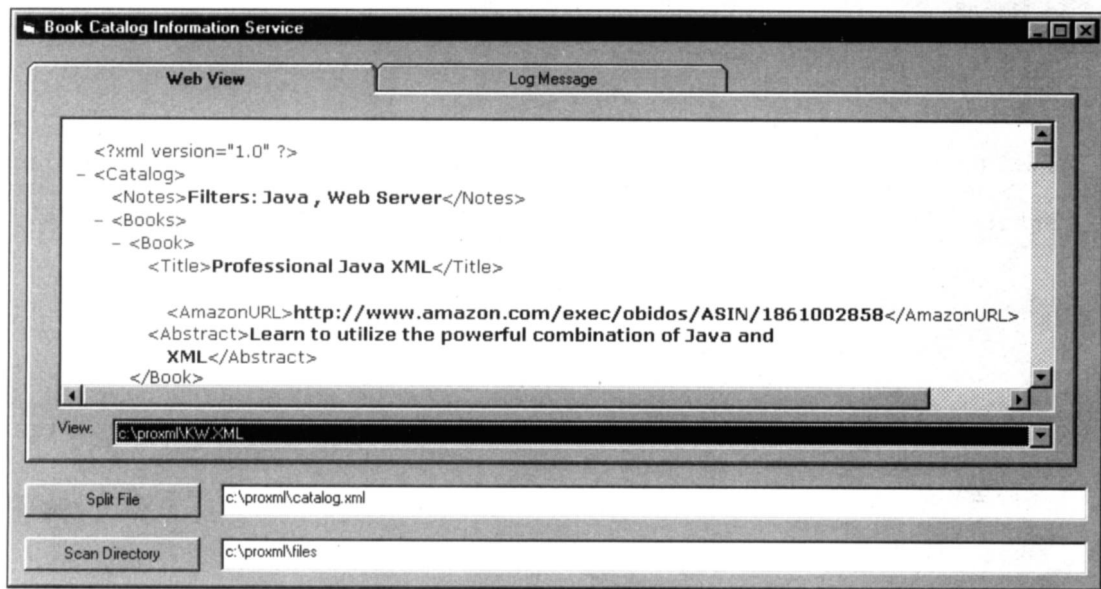 Book Catalog Information Service
Web View
Log Message
<?xml version="1.0" ?>
– <Catalog>
<Notes>Filters: Java , Web Server</Notes>
– <Books>
– <Book>
<Title>Professional Java XML</Title>
<AmazonURL>http://www.amazon.com/exec/obidos/ASIN/1861002858</AmazonURL>
<Abstract>Learn to utilize the powerful combination of Java and
XML</Abstract>
</Book>
View: c:\proxml\KW.XML
Split File c:\proxml\catalog.xml
Scan Directory c:\proxml\files